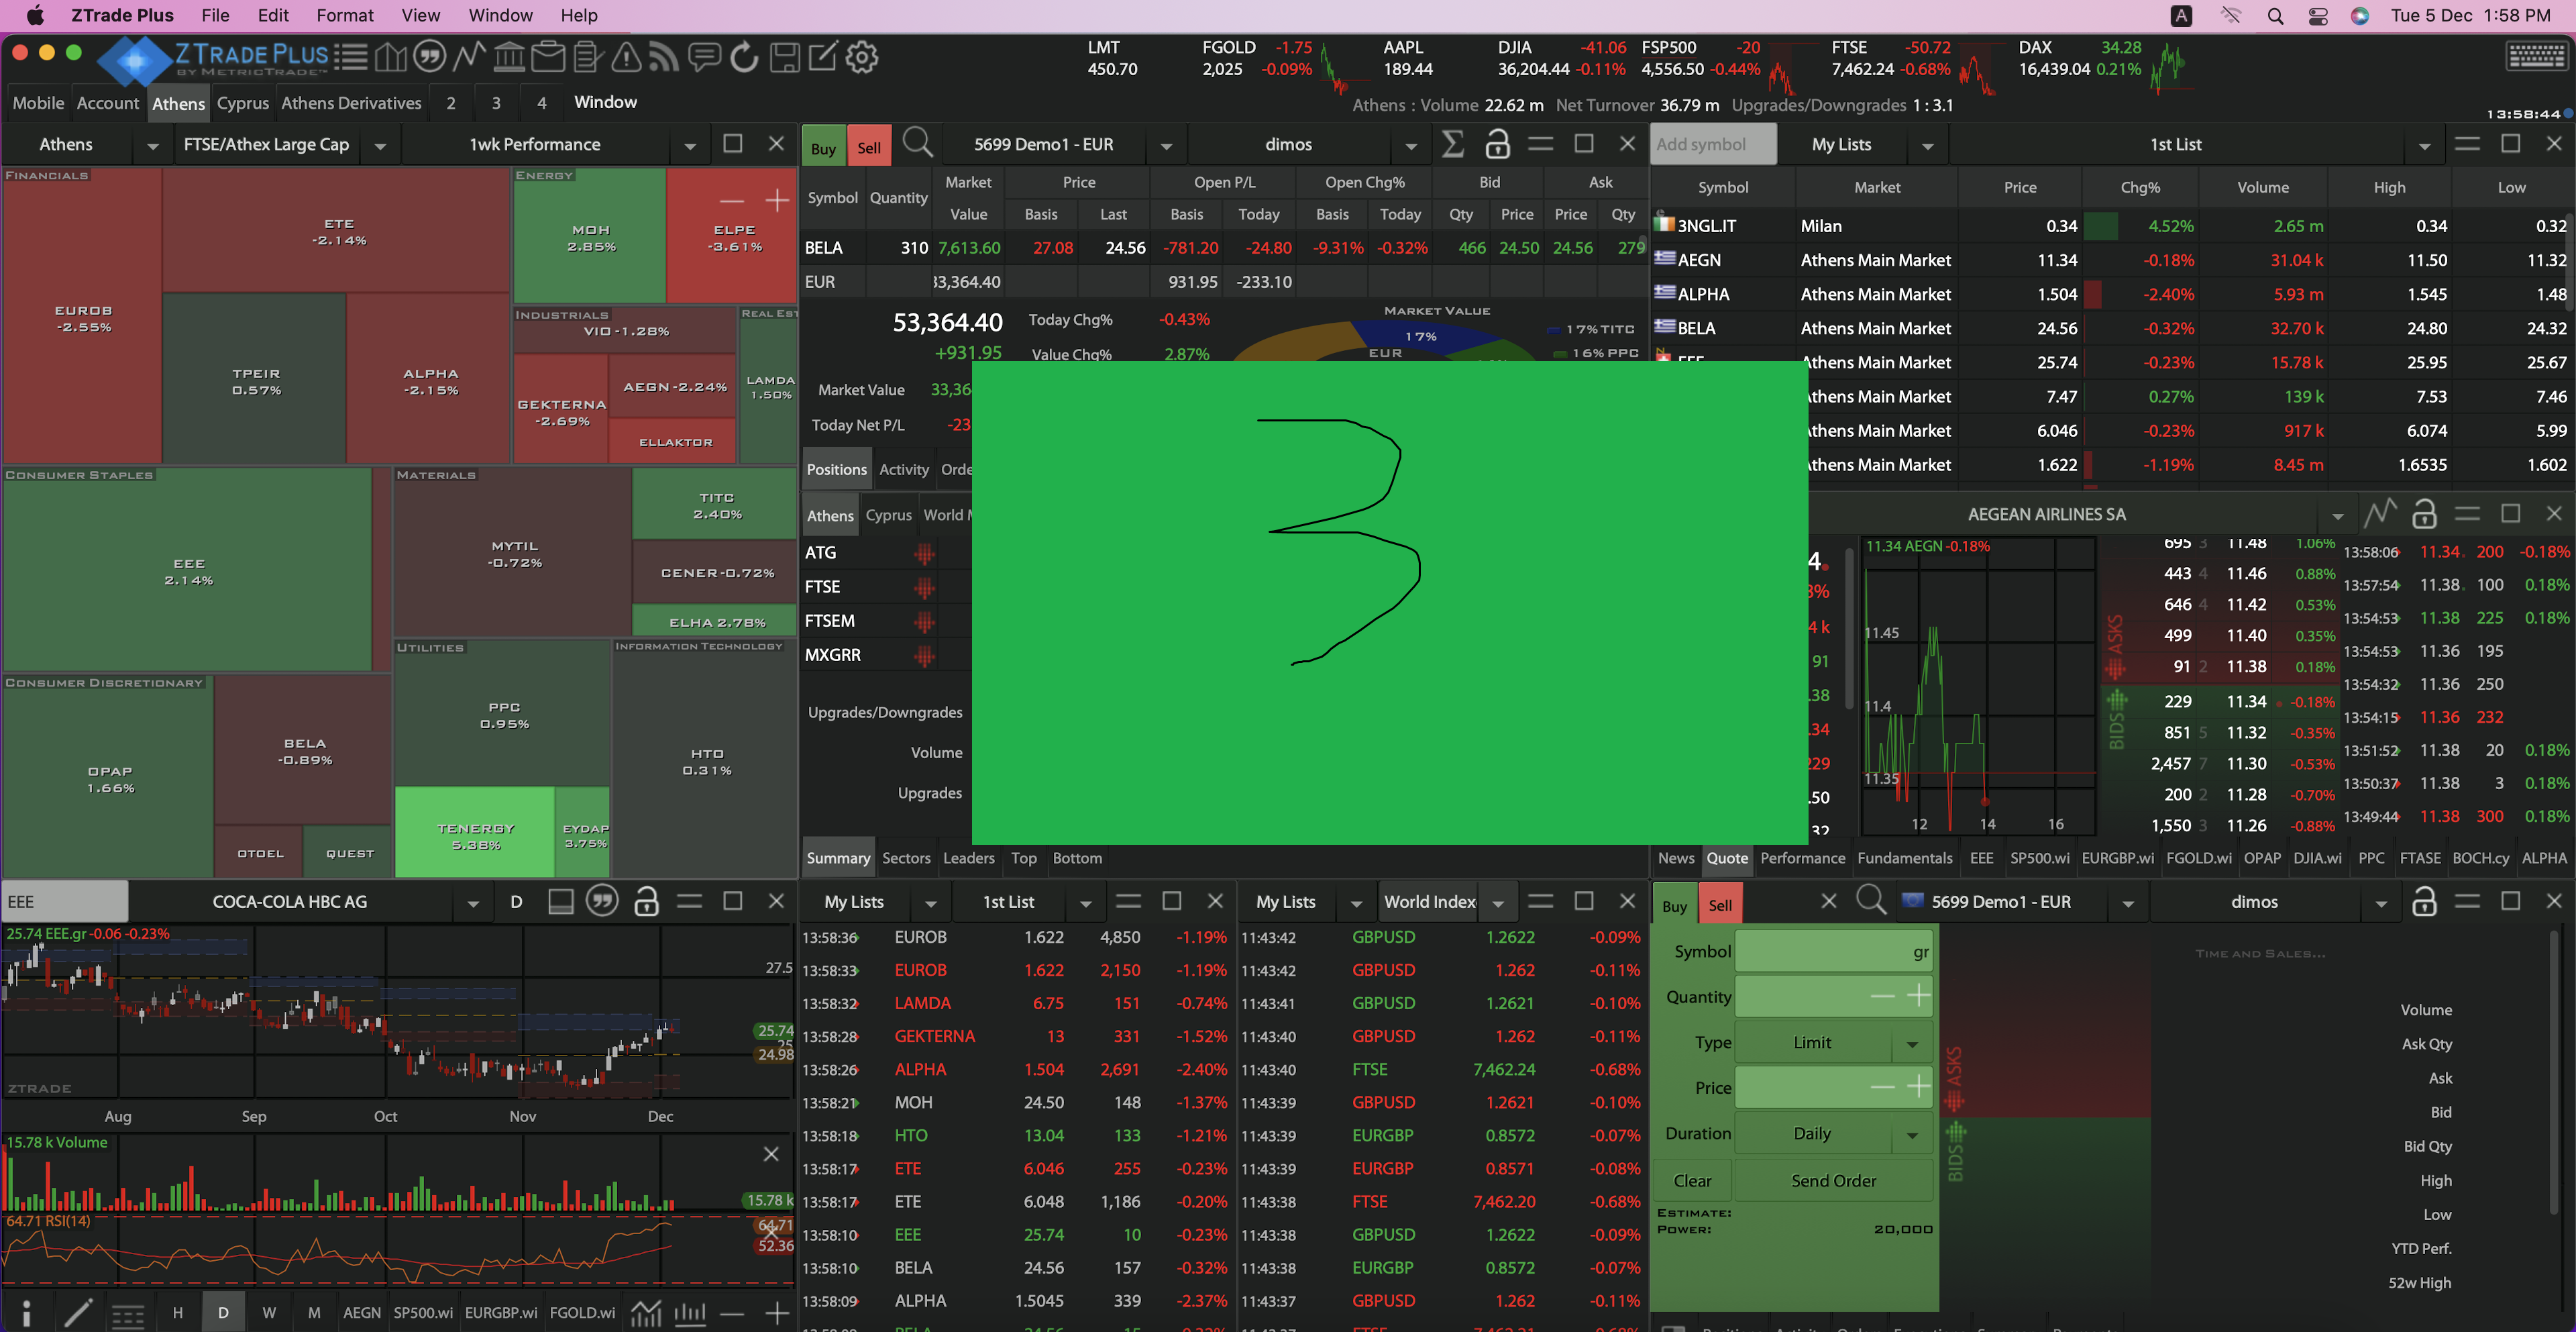 ZTrade Plus File Edit Format View Window Help A Tue 5 Dec 1:58 PM
ZTRADE PLUS
BY METRICTRADE™
LMT 450.70
FGOLD -1.75 2,025 -0.09%
AAPL 189.44
DJIA -41.06 36,204.44 -0.11%
FSP500 -20 4,556.50 -0.44%
FTSE -50.72 7,462.24 -0.68%
DAX 34.28 16,439.04 0.21%
Athens : Volume 22.62 m Net Turnover 36.79 m Upgrades/Downgrades 1 : 3.1
13:58:44
Mobile Account Athens Cyprus Athens Derivatives 2 3 4 Window
Athens FTSE/Athex Large Cap 1wk Performance
FINANCIALS
EUROB -2.55%
ETE -2.14%
TPEIR 0.57%
ALPHA -2.15%
ENERGY
MOH 2.85%
ELPE -3.61%
INDUSTRIALS
VIO -1.28%
GEKTERNA -2.69%
AEGN -2.24%
ELLAKTOR
REAL EST
LAMDA 1.50%
CONSUMER STAPLES
EEE 2.14%
MATERIALS
MYTIL -0.72%
TITC 2.40%
CENER -0.72%
ELHA 2.78%
CONSUMER DISCRETIONARY
OPAP 1.66%
BELA -0.89%
OTOEL
QUEST
UTILITIES
PPC 0.95%
TENERGY 5.38%
EYDAP 3.75%
INFORMATION TECHNOLOGY
HTO 0.31%
Buy Sell 5699 Demo1 - EUR dimos
Symbol Quantity Market Value Price Open P/L Open Chg% Bid Ask
Basis Last Basis Today Basis Today Qty Price Price Qty
BELA 310 7,613.60 27.08 24.56 -781.20 -24.80 -9.31% -0.32% 466 24.50 24.56 279
EUR 33,364.40 931.95 -233.10
53,364.40 Today Chg% -0.43%
+931.95 Value Chg% 2.87%
Market Value 33,36
Today Net P/L -23
MARKET VALUE
17%
EUR
17% TITC
16% PPC
Positions Activity Orde
Athens Cyprus World M
ATG
FTSE
FTSEM
MXGRR
Upgrades/Downgrades
Volume
Upgrades
Summary Sectors Leaders Top Bottom
3
Add symbol My Lists 1st List
Symbol Market Price Chg% Volume High Low
3NGL.IT Milan 0.34 4.52% 2.65 m 0.34 0.32
AEGN Athens Main Market 11.34 -0.18% 31.04 k 11.50 11.32
ALPHA Athens Main Market 1.504 -2.40% 5.93 m 1.545 1.48
BELA Athens Main Market 24.56 -0.32% 32.70 k 24.80 24.32
EEE Athens Main Market 25.74 -0.23% 15.78 k 25.95 25.67
Athens Main Market 7.47 0.27% 139 k 7.53 7.46
Athens Main Market 6.046 -0.23% 917 k 6.074 5.99
Athens Main Market 1.622 -1.19% 8.45 m 1.6535 1.602
AEGEAN AIRLINES SA
4
3%
4 k
91
.38
.34
229
.50
32
11.34 AEGN -0.18%
11.45
11.4
11.35
12 14 16
ASKS
BIDS
695 3 11.48 1.06%
443 4 11.46 0.88%
646 4 11.42 0.53%
499 11.40 0.35%
91 2 11.38 0.18%
229 11.34 -0.18%
851 5 11.32 -0.35%
2,457 7 11.30 -0.53%
200 2 11.28 -0.70%
1,550 3 11.26 -0.88%
13:58:06 11.34 200 -0.18%
13:57:54 11.38 100 0.18%
13:54:53 11.38 225 0.18%
13:54:53 11.36 195
13:54:32 11.36 250
13:54:15 11.36 232
13:51:52 11.38 20 0.18%
13:50:37 11.38 3 0.18%
13:49:44 11.38 300 0.18%
News Quote Performance Fundamentals EEE SP500.wi EURGBP.wi FGOLD.wi OPAP DJIA.wi PPC FTASE BOCH.cy ALPHA
EEE COCA-COLA HBC AG D
25.74 EEE.gr -0.06 -0.23%
27.5
25.74
25
24.98
ZTRADE
Aug Sep Oct Nov Dec
15.78 k Volume
15.78 k
64.71 RSI(14)
64.71
52.36
H D W M AEGN SP500.wi EURGBP.wi FGOLD.wi
My Lists 1st List
13:58:36 EUROB 1.622 4,850 -1.19%
13:58:33 EUROB 1.622 2,150 -1.19%
13:58:32 LAMDA 6.75 151 -0.74%
13:58:28 GEKTERNA 13 331 -1.52%
13:58:26 ALPHA 1.504 2,691 -2.40%
13:58:21 MOH 24.50 148 -1.37%
13:58:18 HTO 13.04 133 -1.21%
13:58:17 ETE 6.046 255 -0.23%
13:58:17 ETE 6.048 1,186 -0.20%
13:58:10 EEE 25.74 10 -0.23%
13:58:10 BELA 24.56 157 -0.32%
13:58:09 ALPHA 1.5045 339 -2.37%
My Lists World Index
11:43:42 GBPUSD 1.2622 -0.09%
11:43:42 GBPUSD 1.262 -0.11%
11:43:41 GBPUSD 1.2621 -0.10%
11:43:40 GBPUSD 1.262 -0.11%
11:43:40 FTSE 7,462.24 -0.68%
11:43:39 GBPUSD 1.2621 -0.10%
11:43:39 EURGBP 0.8572 -0.07%
11:43:39 EURGBP 0.8571 -0.08%
11:43:38 FTSE 7,462.20 -0.68%
11:43:38 GBPUSD 1.2622 -0.09%
11:43:38 EURGBP 0.8572 -0.07%
11:43:37 GBPUSD 1.262 -0.11%
Buy Sell 5699 Demo1 - EUR dimos
Symbol gr
Quantity
Type Limit
Price
Duration Daily
Clear Send Order
ESTIMATE:
POWER: 20,000
ASKS
BIDS
TIME AND SALES...
Volume
Ask Qty
Ask
Bid
Bid Qty
High
Low
YTD Perf.
52w High